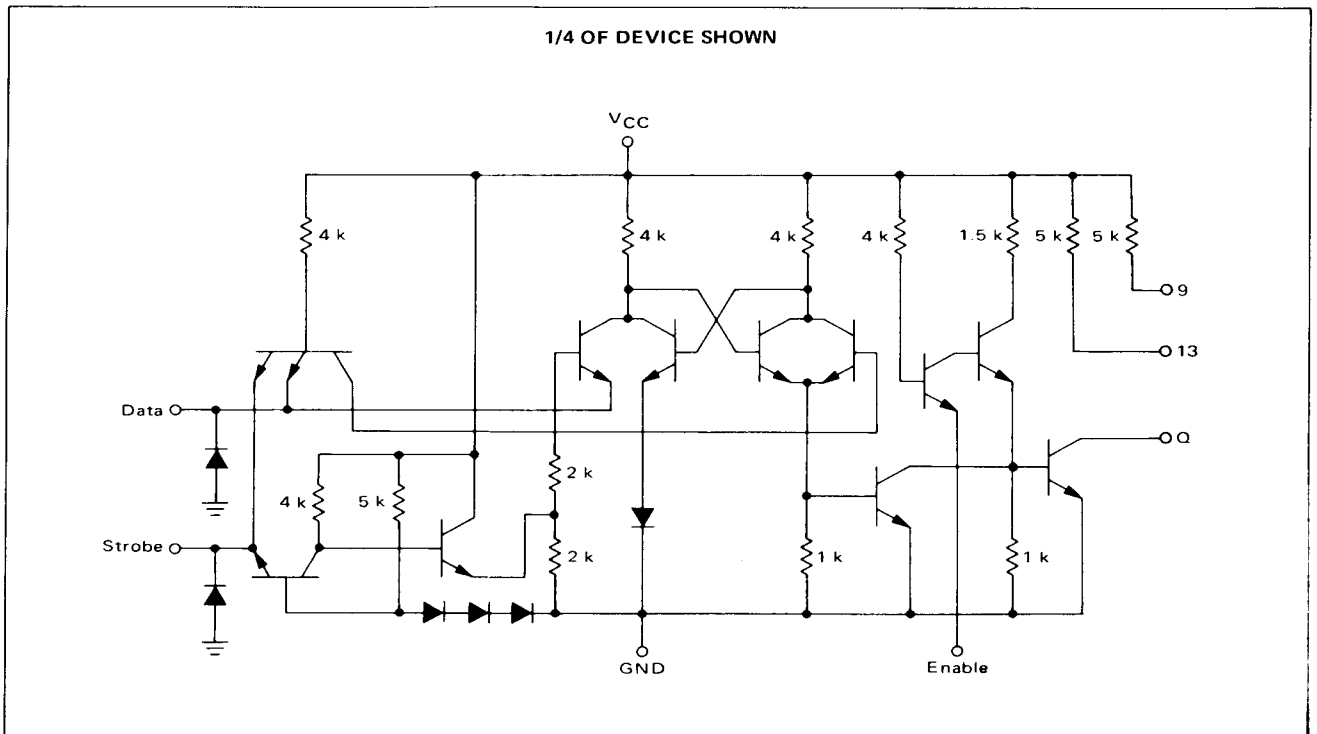 1/4 OF DEVICE SHOWN
VCC
4 k
4 k
4 k
4 k
1.5 k
5 k
5 k
9
13
Data
Q
4 k
5 k
2 k
Strobe
2 k
1 k
1 k
GND
Enable